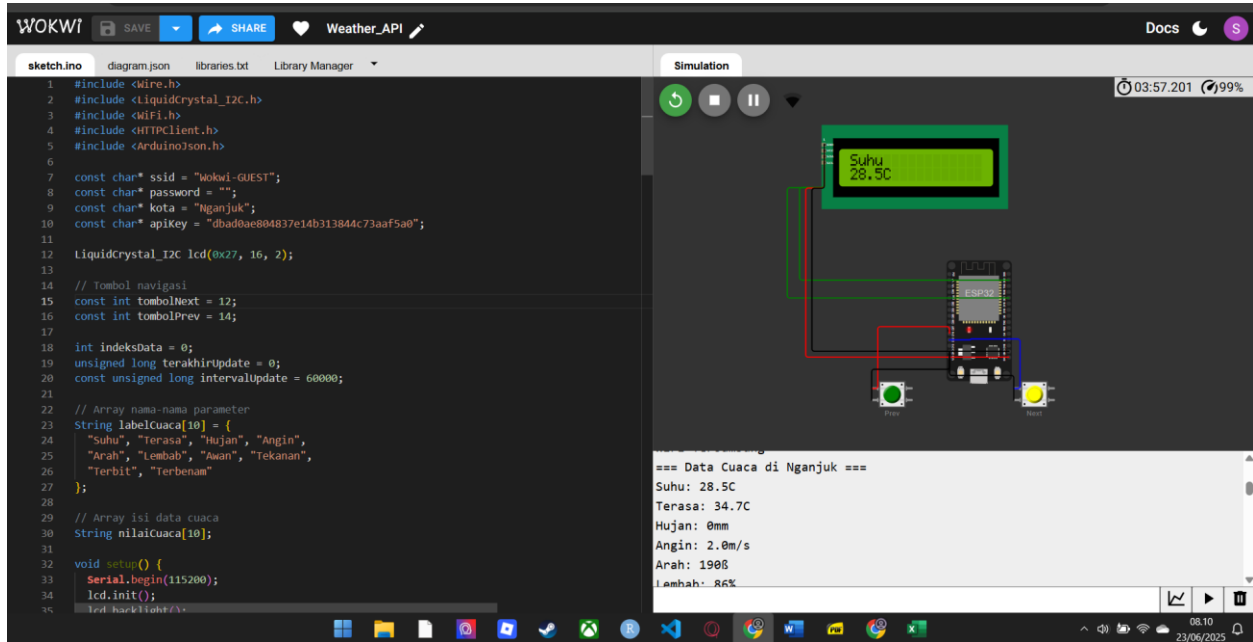 WOKWI SAVE SHARE Weather_API Docs S
sketch.ino diagram.json libraries.txt Library Manager
1 #include <Wire.h>
2 #include <LiquidCrystal_I2C.h>
3 #include <WiFi.h>
4 #include <HTTPClient.h>
5 #include <ArduinoJson.h>
6
7 const char* ssid = "Wokwi-GUEST";
8 const char* password = "";
9 const char* kota = "Nganjuk";
10 const char* apiKey = "dbad0ae804837e14b313844c73aaf5a0";
11
12 LiquidCrystal_I2C lcd(0x27, 16, 2);
13
14 // Tombol navigasi
15 const int tombolNext = 12;
16 const int tombolPrev = 14;
17
18 int indeksData = 0;
19 unsigned long terakhirUpdate = 0;
20 const unsigned long intervalUpdate = 60000;
21
22 // Array nama-nama parameter
23 String labelCuaca[10] = {
24 "Suhu", "Terasa", "Hujan", "Angin",
25 "Arah", "Lembab", "Awan", "Tekanan",
26 "Terbit", "Terbenam"
27 };
28
29 // Array isi data cuaca
30 String nilaiCuaca[10];
31
32 void setup() {
33 Serial.begin(115200);
34 lcd.init();
35 lcd.backlight();
Simulation
03:57.201 99%
Suhu
28.5C
ESP32
Prev
Next
=== Data Cuaca di Nganjuk ===
Suhu: 28.5C
Terasa: 34.7C
Hujan: 0mm
Angin: 2.0m/s
Arah: 190ß
Lembab: 86%
08.10
23/06/2025